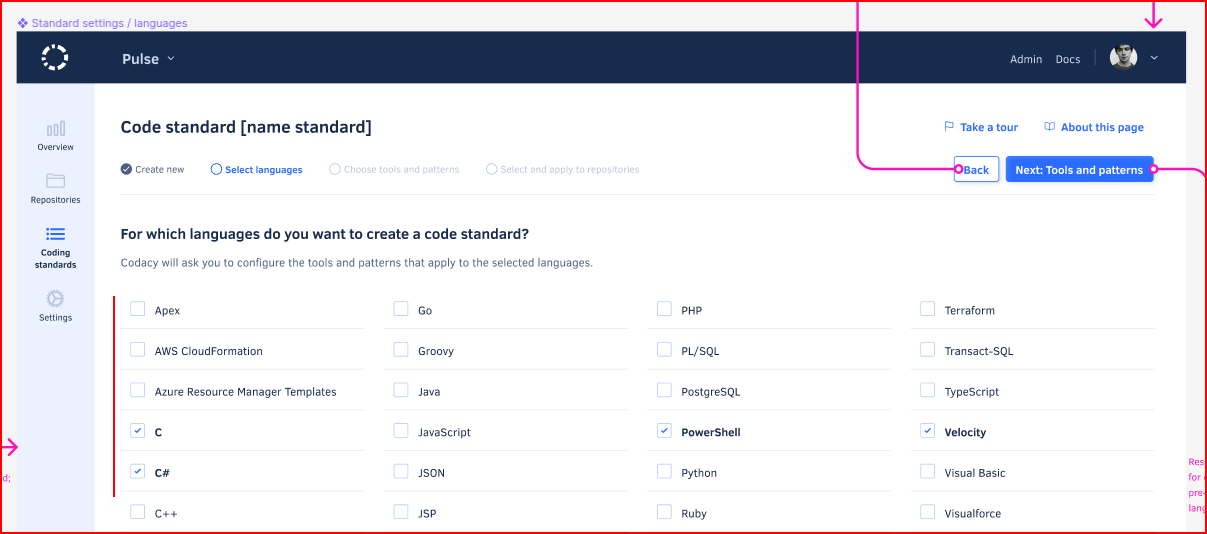 Standard settings / languages
Pulse
Admin
Docs
Overview
Repositories
Coding
standards
Settings
Code standard [name standard]
Take a tour
About this page
Create new
Select languages
Choose tools and patterns
Select and apply to repositories
Back
Next: Tools and patterns
For which languages do you want to create a code standard?
Codacy will ask you to configure the tools and patterns that apply to the selected languages.
Apex
Go
PHP
Terraform
AWS CloudFormation
Groovy
PL/SQL
Transact-SQL
Azure Resource Manager Templates
Java
PostgreSQL
TypeScript
C
JavaScript
PowerShell
Velocity
C#
JSON
Python
Visual Basic
C++
JSP
Ruby
Visualforce
d;
Res
for
pre-
lang